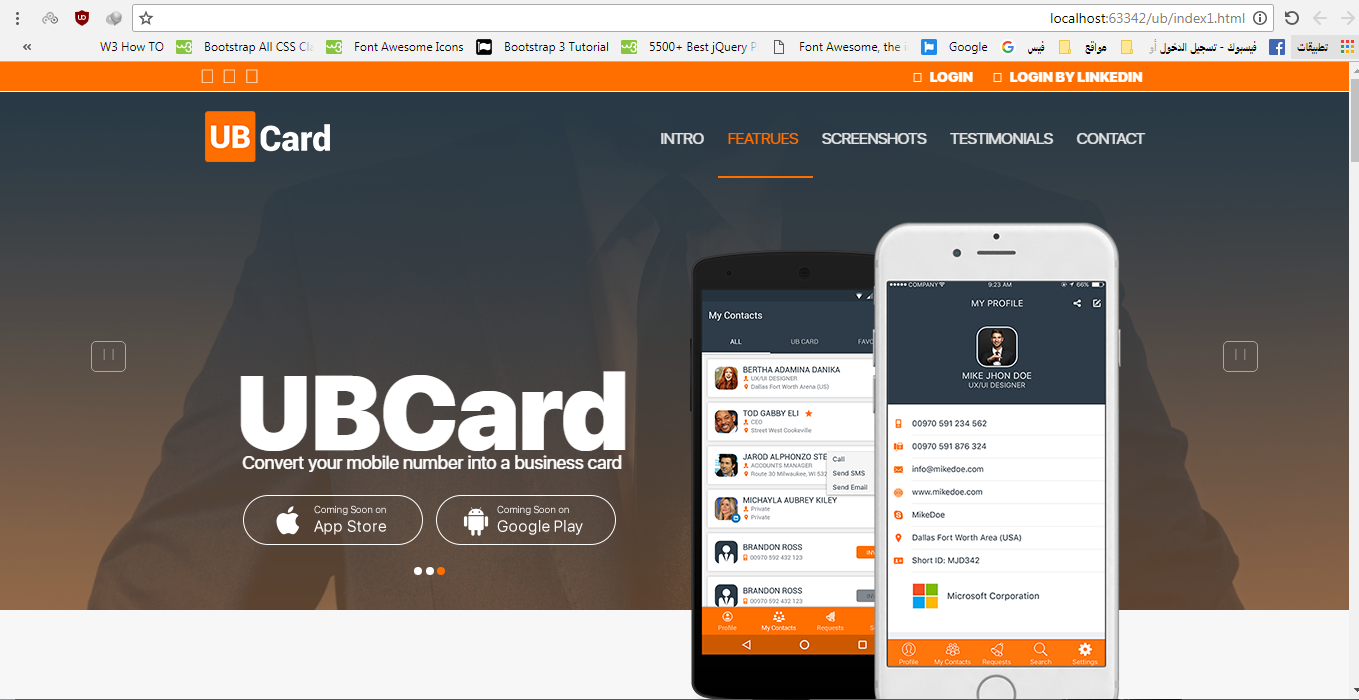 localhost:63342/ub/index1.html
« W3 How TO Bootstrap All CSS Cl Font Awesome Icons Bootstrap 3 Tutorial 5500+ Best jQuery P Font Awesome, the i Google فيس مواقع فيسبوك - تسجيل الدخول أو تطبيقات
LOGIN LOGIN BY LINKEDIN
UB Card
INTRO FEATRUES SCREENSHOTS TESTIMONIALS CONTACT
UBCard
Convert your mobile number into a business card
Coming Soon on
App Store
Coming Soon on
Google Play
My Contacts
ALL UB CARD FAVO
BERTHA ADAMINA DANIKA
UX/UI DESIGNER
Dallas Fort Worth Arena (US)
TOD GABBY ELI
CEO
Street West Cookeville
JAROD ALPHONZO STE
ACCOUNTS MANAGER
Route 30 Milwaukee, WI 532
Call
Send SMS
Send Email
MICHAYLA AUBREY KILEY
Private
Private
BRANDON ROSS
00970 592 432 123
INV
BRANDON ROSS
00970 592 432 123
Profile My Contacts Requests S
COMPANY 9:23 AM 66%
MY PROFILE
MIKE JHON DOE
UX/UI DESIGNER
00970 591 234 562
00970 591 876 324
info@mikedoe.com
www.mikedoe.com
MikeDoe
Dallas Fort Worth Area (USA)
Short ID: MJD342
Microsoft Corporation
Profile My Contacts Requests Search Settings